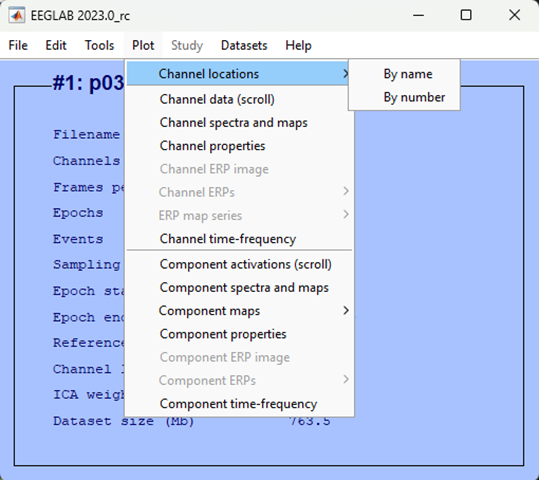 EEGLAB 2023.0_rc
File Edit Tools Plot Study Datasets Help
#1: p03
Channel locations
By name
By number
Channel data (scroll)
Channel spectra and maps
Channel properties
Channel ERP image
Channel ERPs
ERP map series
Channel time-frequency
Component activations (scroll)
Component spectra and maps
Component maps
Component properties
Component ERP image
Component ERPs
Component time-frequency
Filename
Channels
Frames pe
Epochs
Events
Sampling
Epoch sta
Epoch end
Reference
Channel l
ICA weigh
Dataset size (Mb) 763.5